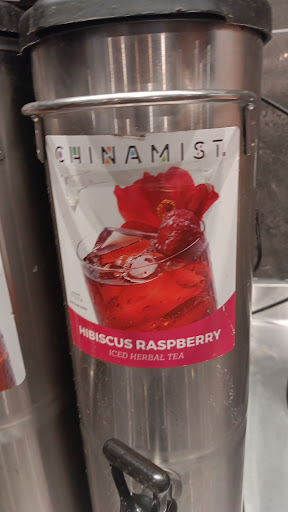 CHINAMIST
HIBISCUS RASPBERRY
ICED HERBAL TEA